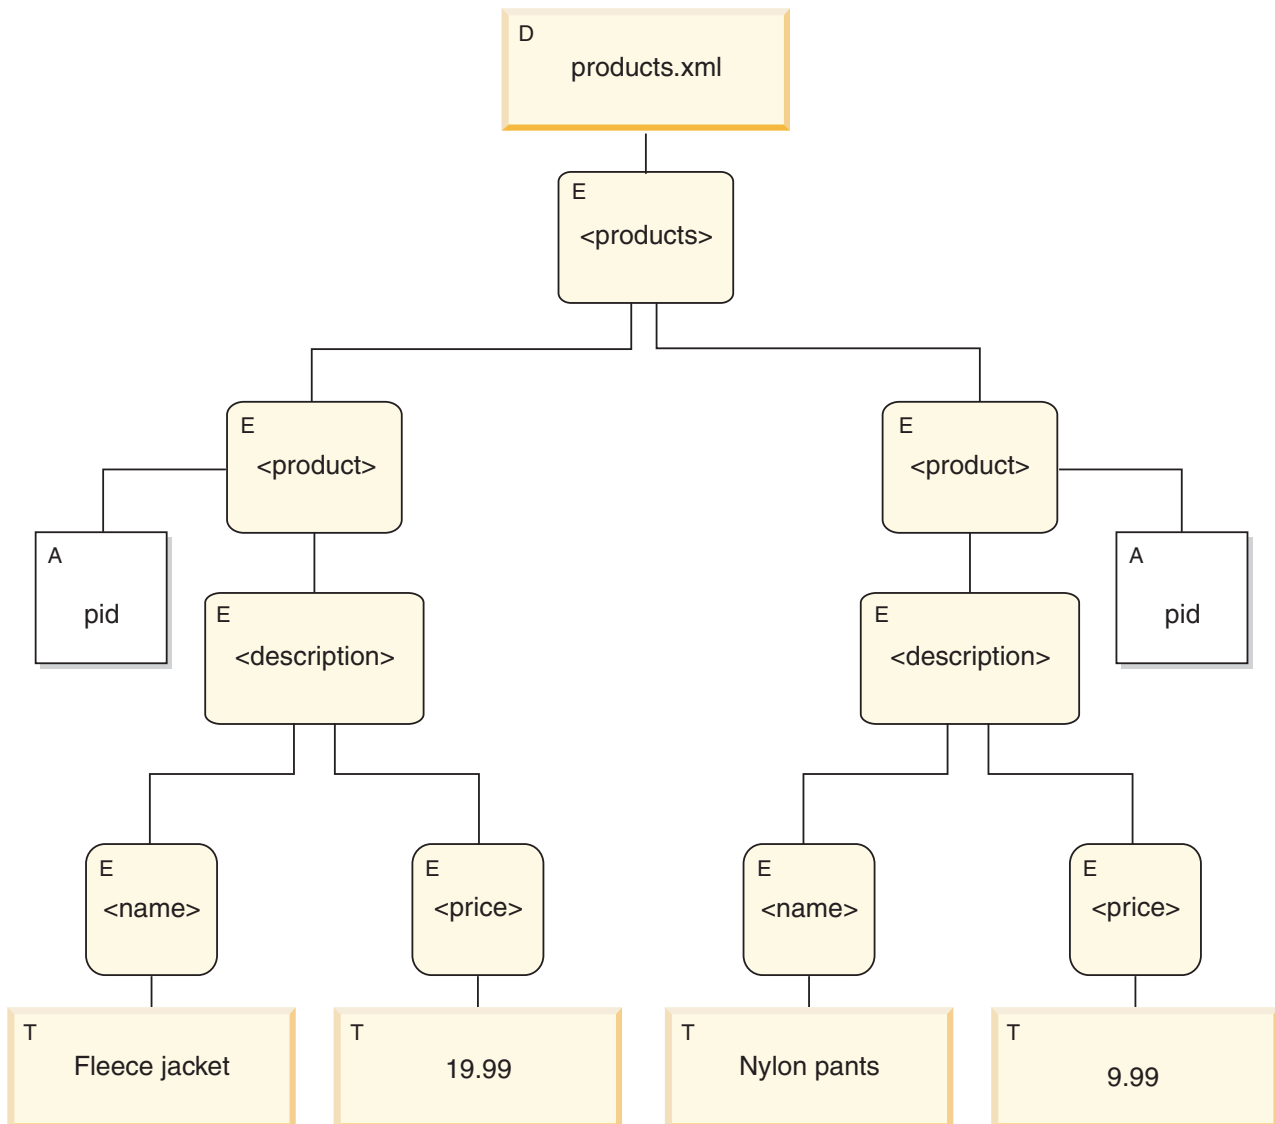 D
products.xml
E
<products>
E
<product>
E
<product>
A
pid
E
<description>
E
<description>
A
pid
E
<name>
E
<price>
E
<name>
E
<price>
T
Fleece jacket
T
19.99
T
Nylon pants
T
9.99